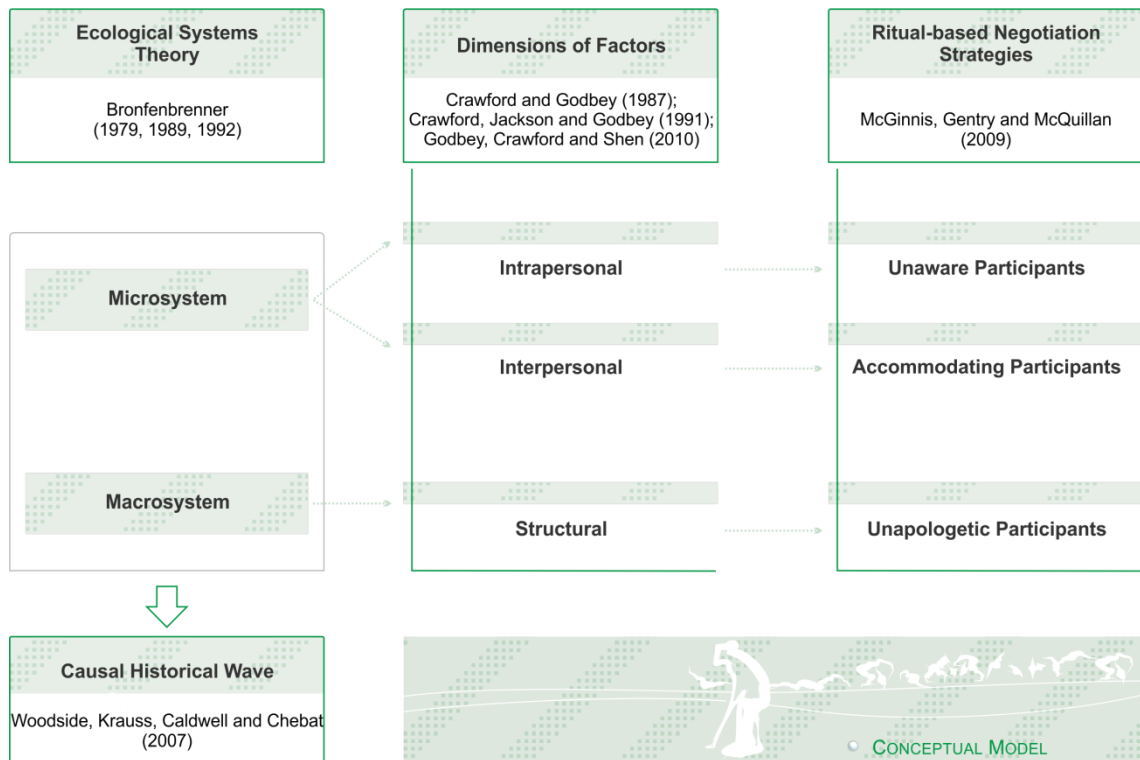 Ecological Systems
Theory
Bronfenbrenner
(1979, 1989, 1992)
Dimensions of Factors
Crawford and Godbey (1987);
Crawford, Jackson and Godbey (1991);
Godbey, Crawford and Shen (2010)
Ritual-based Negotiation
Strategies
McGinnis, Gentry and McQuillan
(2009)
Microsystem
Intrapersonal
Unaware Participants
Interpersonal
Accommodating Participants
Macrosystem
Structural
Unapologetic Participants
Causal Historical Wave
Woodside, Krauss, Caldwell and Chebat
(2007)
CONCEPTUAL MODEL